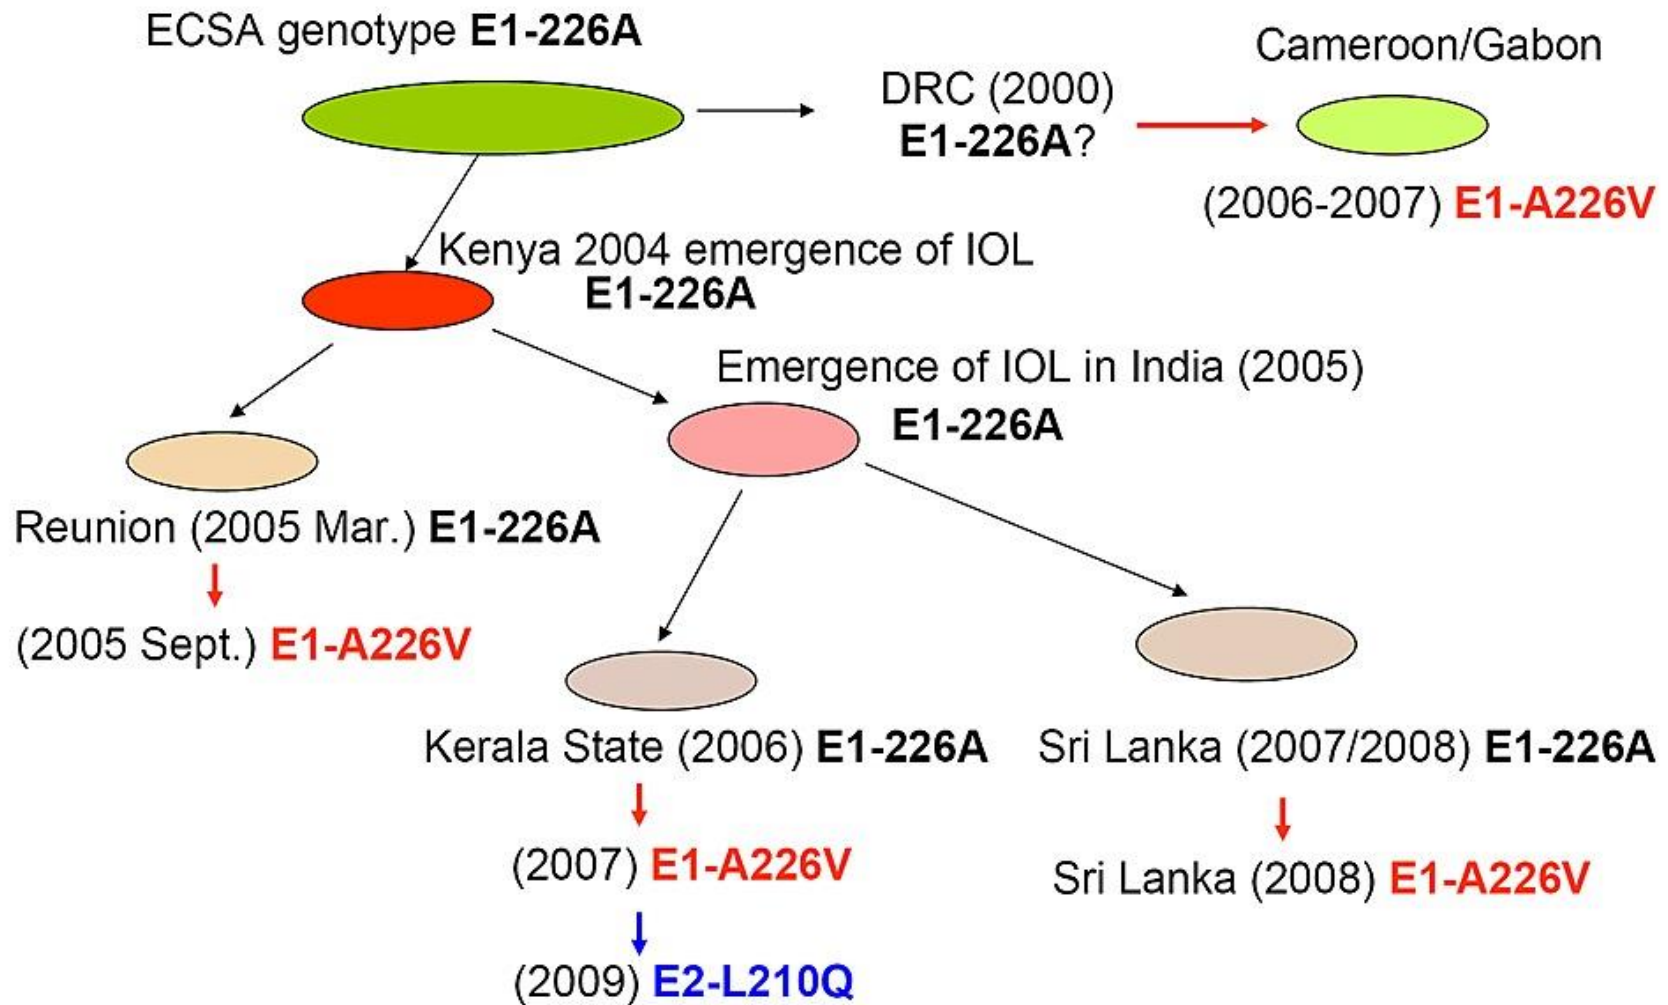 ECSA genotype E1-226A
Cameroon/Gabon
DRC (2000)
E1-226A?
(2006-2007) E1-A226V
Kenya 2004 emergence of IOL
E1-226A
Emergence of IOL in India (2005)
E1-226A
Reunion (2005 Mar.) E1-226A
(2005 Sept.) E1-A226V
Kerala State (2006) E1-226A
(2007) E1-A226V
(2009) E2-L210Q
Sri Lanka (2007/2008) E1-226A
Sri Lanka (2008) E1-A226V